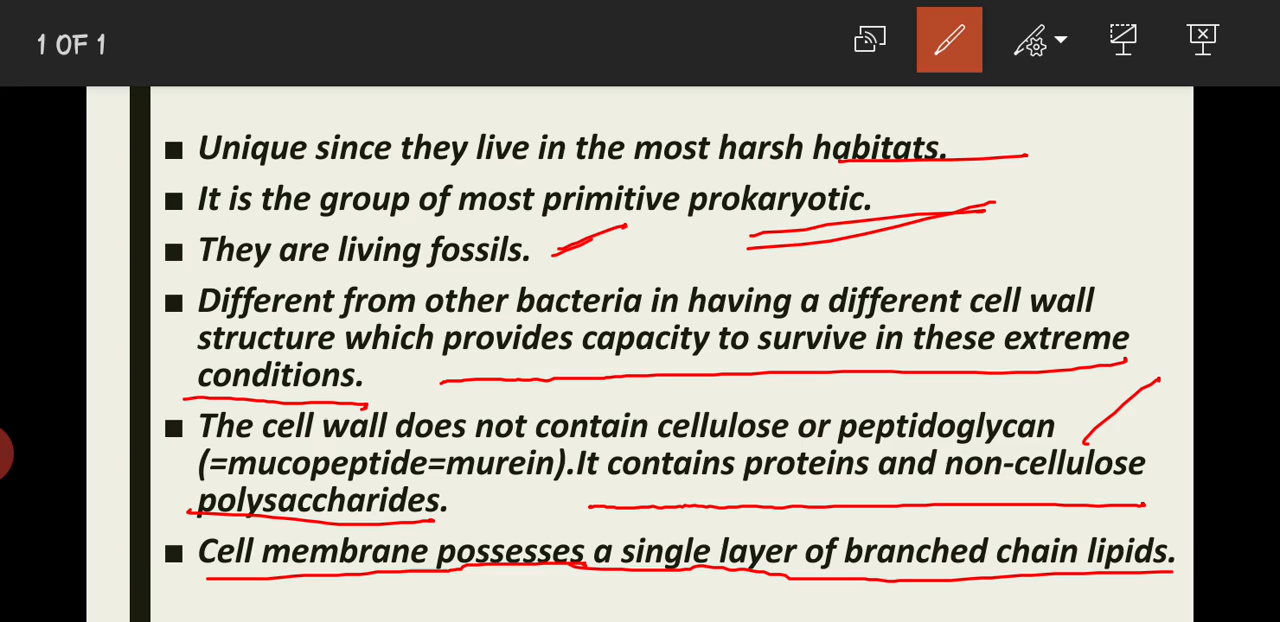 1 OF 1
■ Unique since they live in the most harsh habitats.
■ It is the group of most primitive prokaryotic.
■ They are living fossils.
■ Different from other bacteria in having a different cell wall
structure which provides capacity to survive in these extreme
conditions.
■ The cell wall does not contain cellulose or peptidoglycan
(=mucopeptide=murein).It contains proteins and non-cellulose
polysaccharides.
■ Cell membrane possesses a single layer of branched chain lipids.